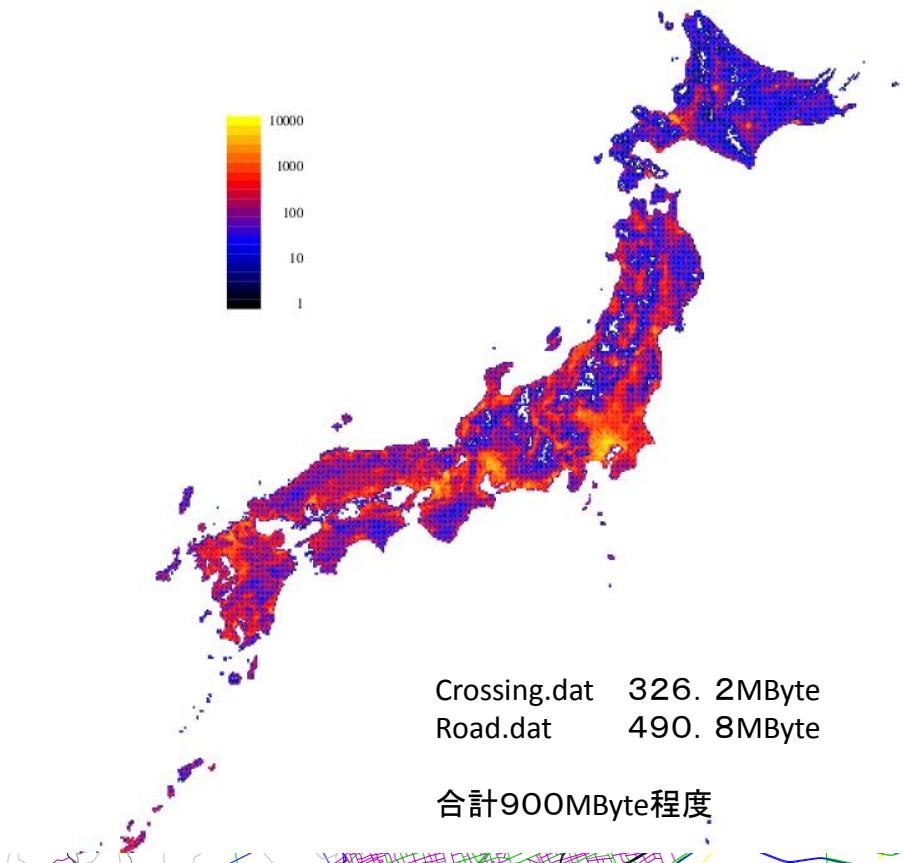 10000
1000
100
10
1
Crossing.dat ３２６．２MByte
Road.dat ４９０．８MByte
合計９００MByte程度